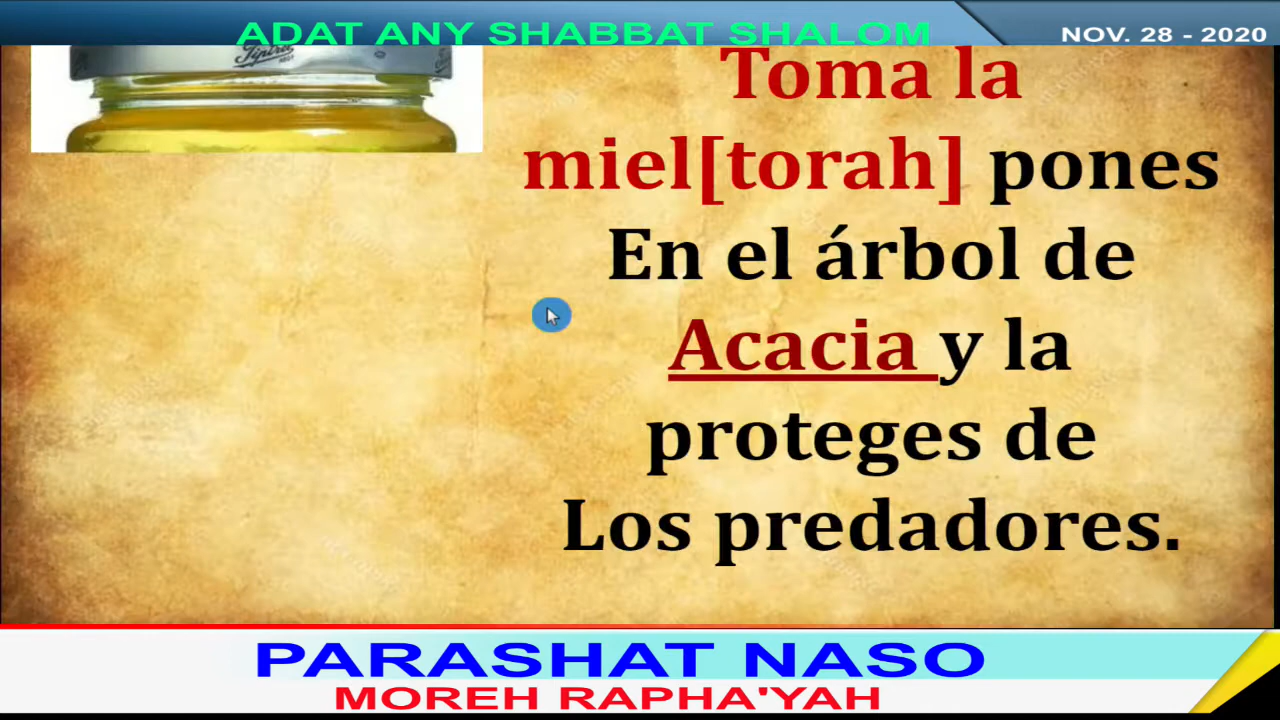 ADAT ANY SHABBAT SHALOM
NOV. 28 - 2020
Toma la
miel[torah] pones
En el árbol de
Acacia y la
proteges de
Los predadores.
PARASHAT NASO
MOREH RAPHA'YAH